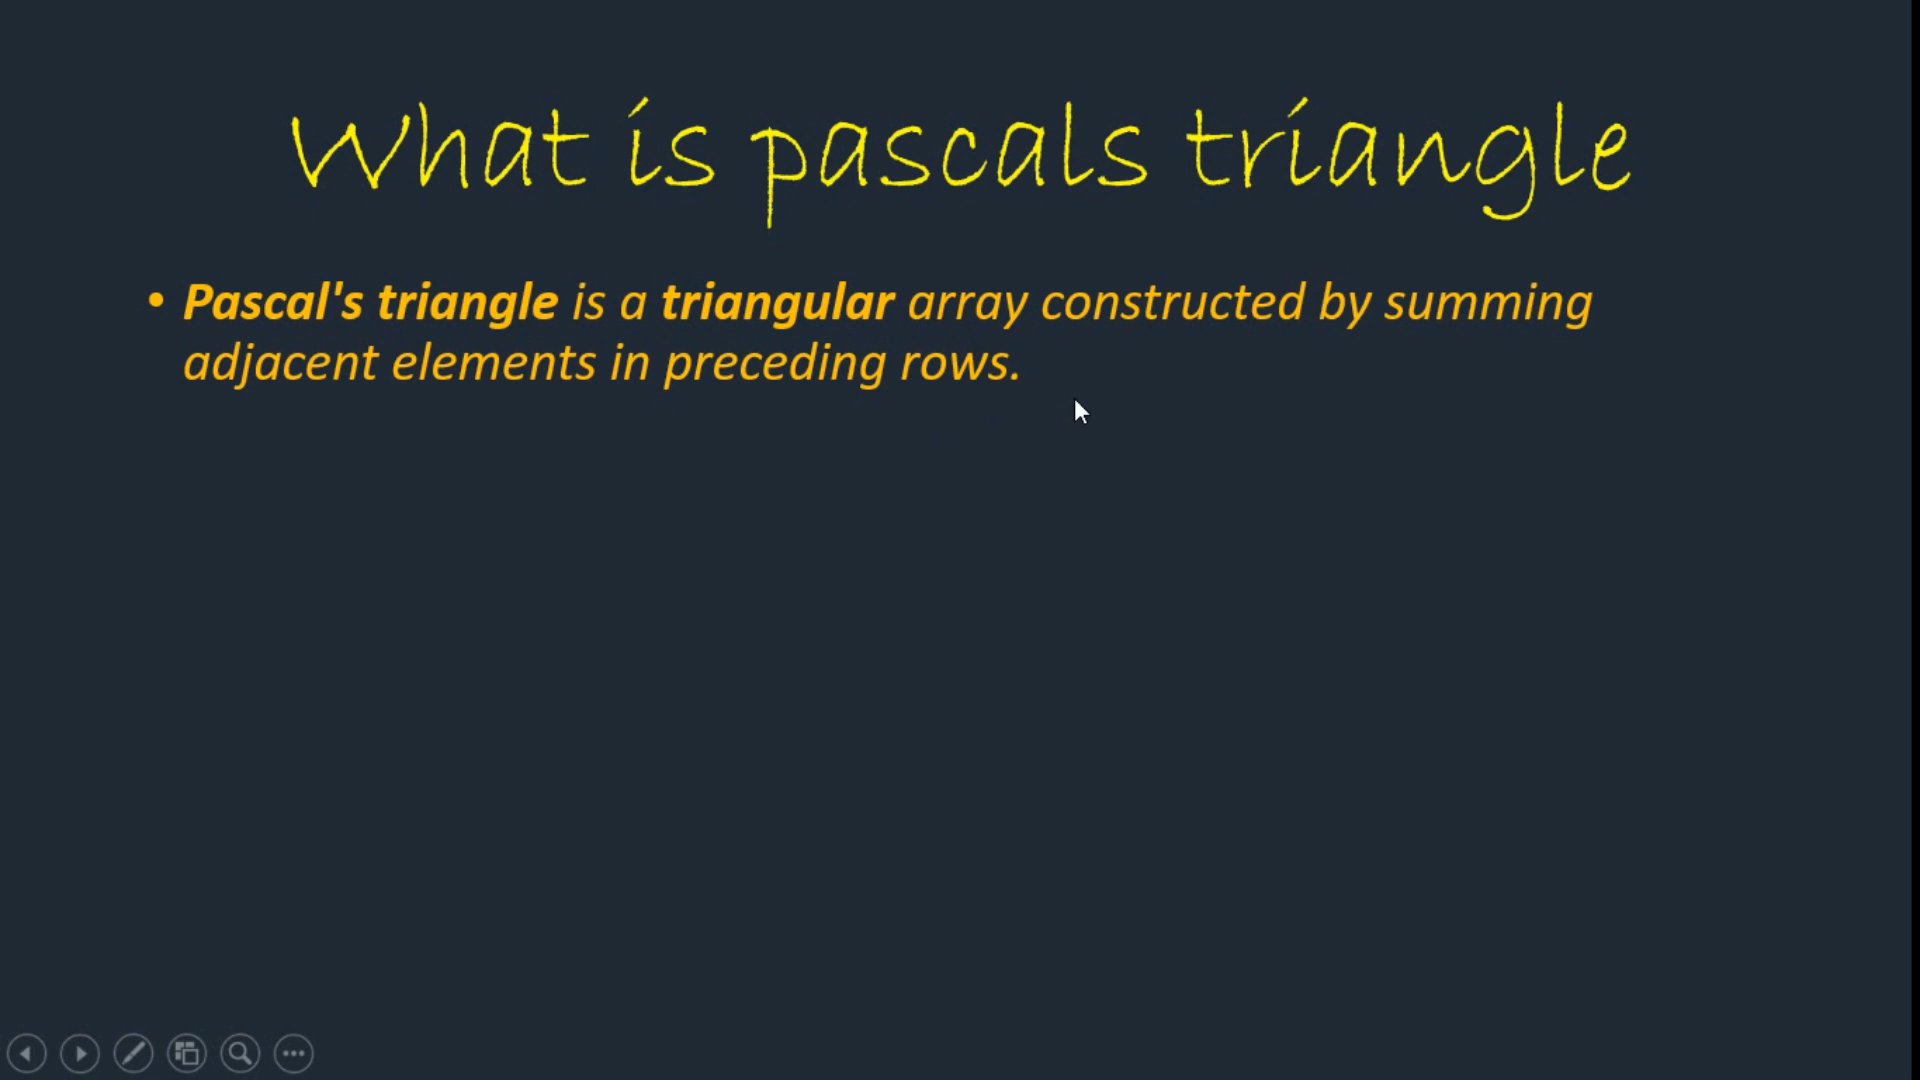 What is pascals triangle
• Pascal's triangle is a triangular array constructed by summing
adjacent elements in preceding rows.